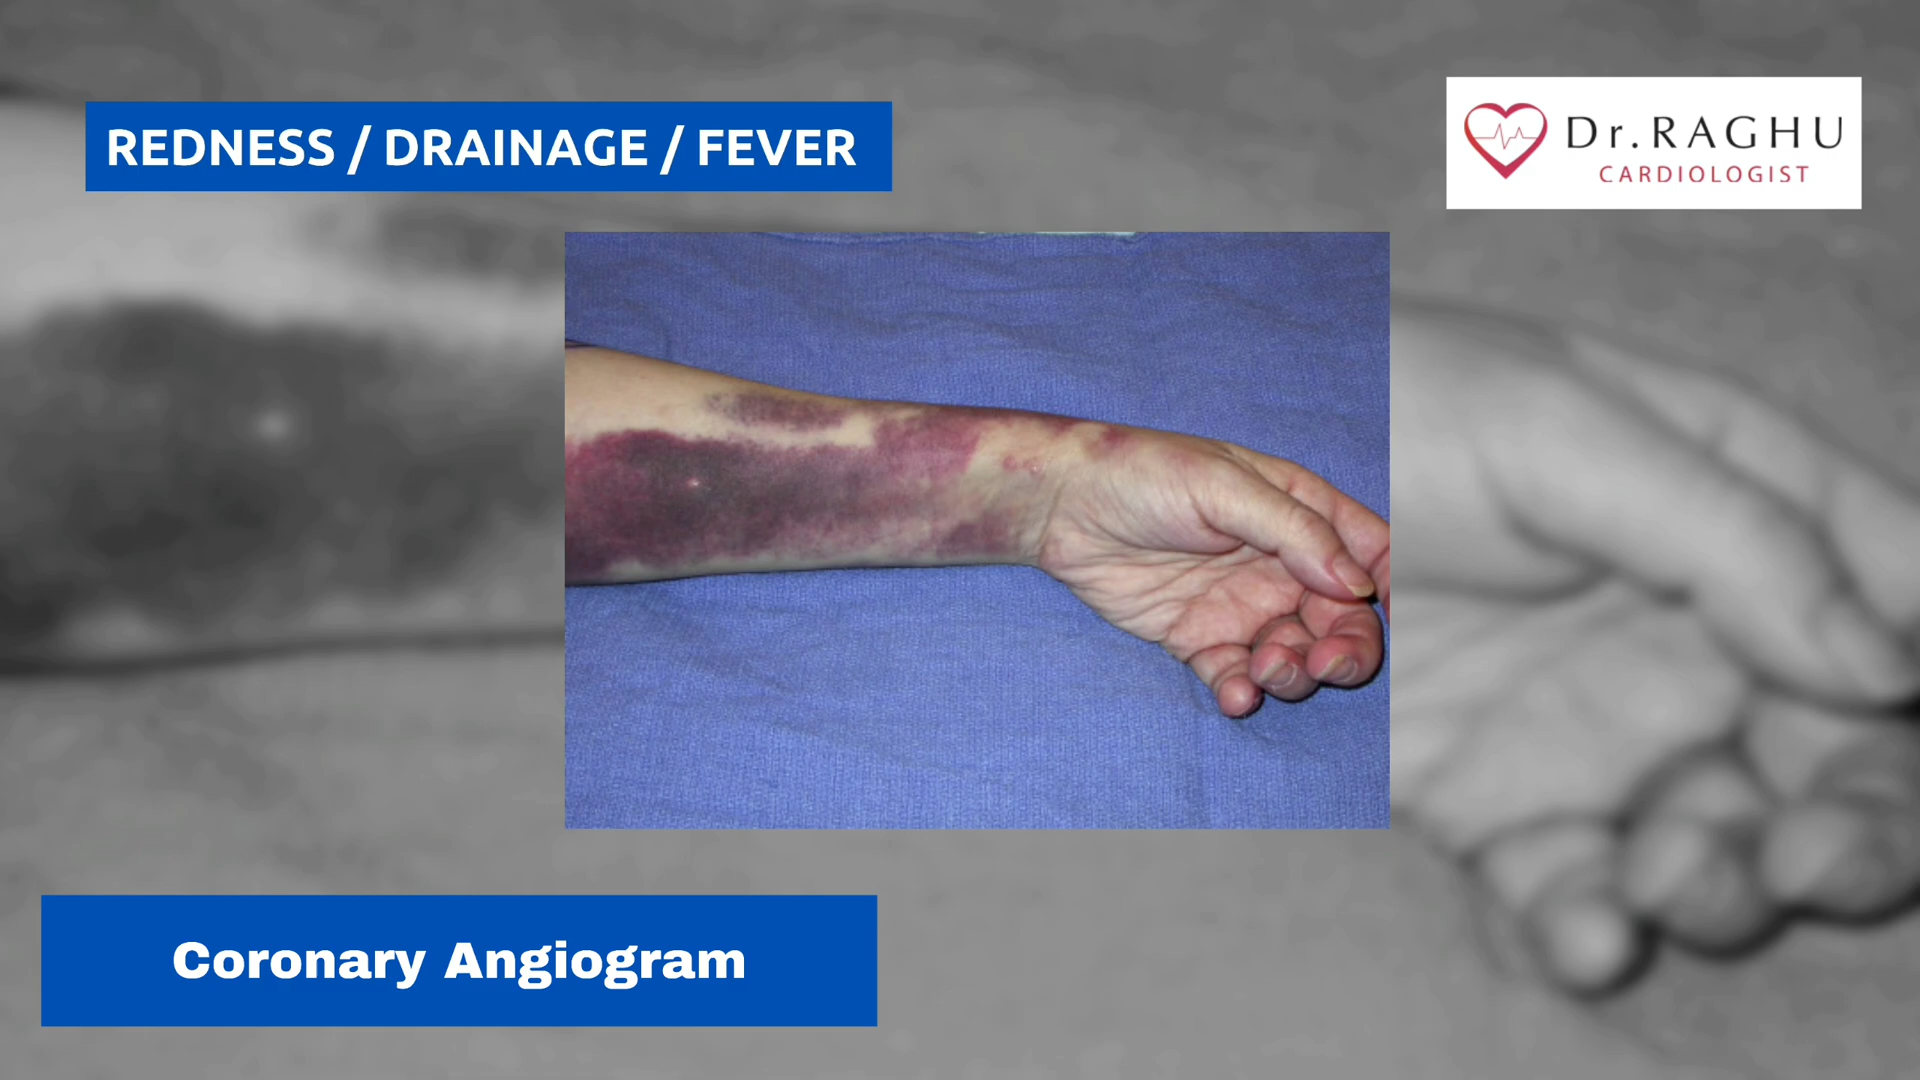 REDNESS / DRAINAGE / FEVER
Dr.RAGHU
CARDIOLOGIST
Coronary Angiogram